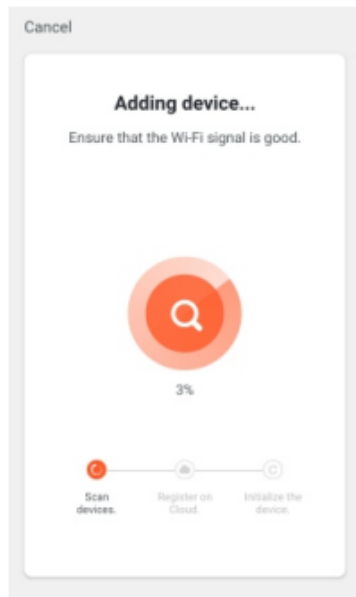 Cancel
Adding device...
Ensure that the Wi-Fi signal is good.
3%
Scan
devices.
Register on
Cloud.
Initialize the
device.